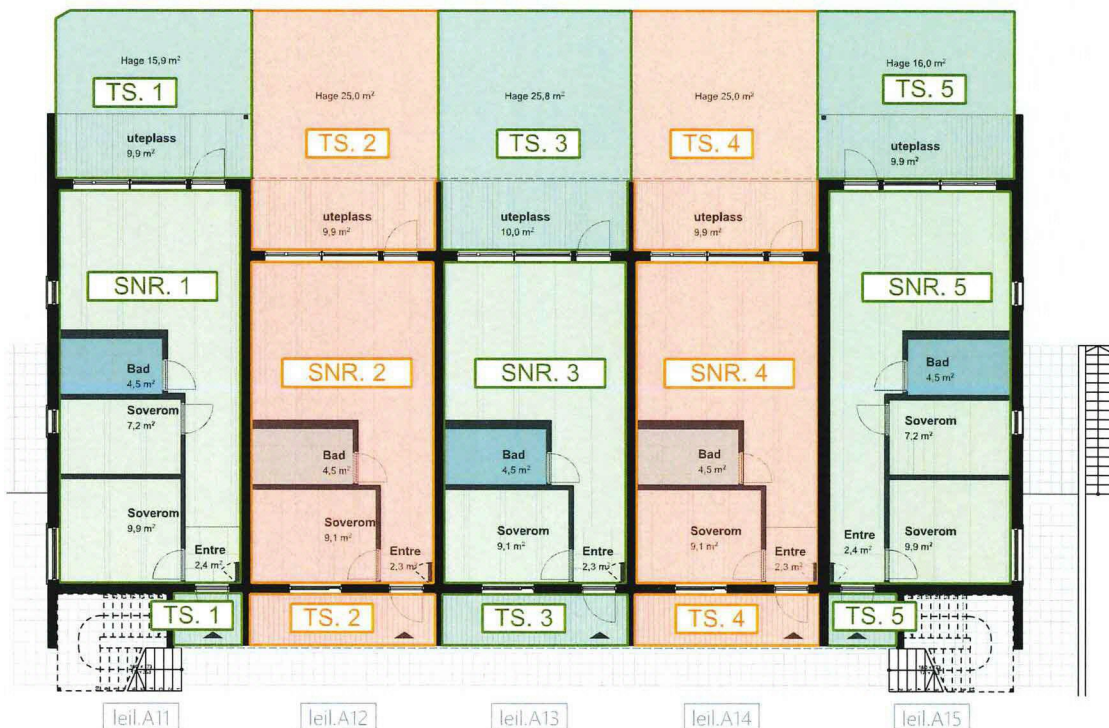 Hage 15,9 m²
TS. 1
uteplass
9,9 m²
Hage 25,0 m²
TS. 2
uteplass
9,9 m²
Hage 25,8 m²
TS. 3
uteplass
10,0 m²
Hage 25,0 m²
TS. 4
uteplass
9,9 m²
Hage 16,0 m²
TS. 5
uteplass
9,9 m²
SNR. 1
Bad
4,5 m²
Soverom
7,2 m²
Soverom
9,9 m²
Entre
2,4 m²
SNR. 2
Bad
4,5 m²
Soverom
9,1 m²
Entre
2,3 m²
SNR. 3
Bad
4,5 m²
Soverom
9,1 m²
Entre
2,3 m²
SNR. 4
Bad
4,5 m²
Soverom
9,1 m²
Entre
2,3 m²
SNR. 5
Bad
4,5 m²
Soverom
7,2 m²
Soverom
9,9 m²
Entre
2,4 m²
TS. 1
TS. 2
TS. 3
TS. 4
TS. 5
leil.A11
leil.A12
leil.A13
leil.A14
leil.A15